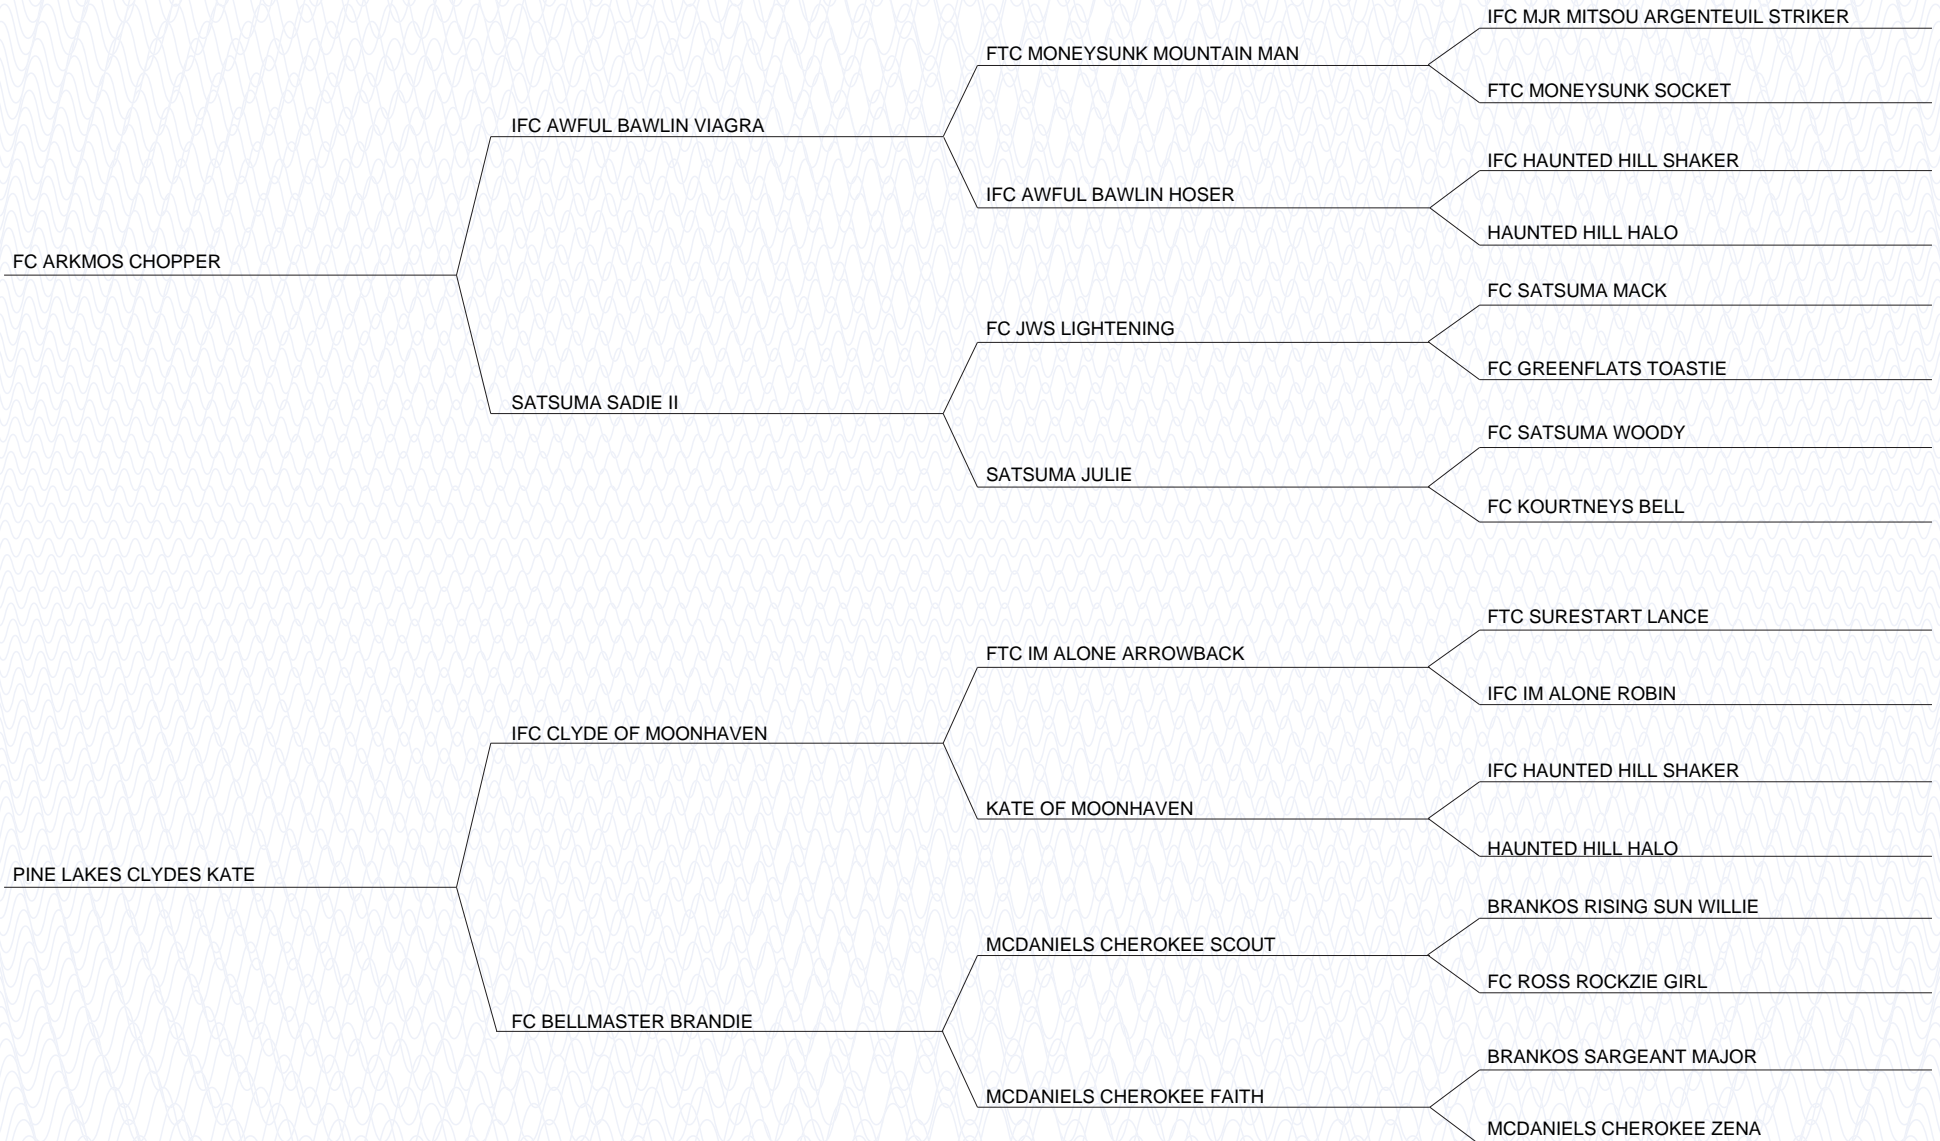 IFC MJR MITSOU ARGENTEUIL STRIKER
FTC MONEYSUNK MOUNTAIN MAN
FTC MONEYSUNK SOCKET
IFC AWFUL BAWLIN VIAGRA
IFC HAUNTED HILL SHAKER
IFC AWFUL BAWLIN HOSER
HAUNTED HILL HALO
FC ARKMOS CHOPPER
FC SATSUMA MACK
FC JWS LIGHTENING
FC GREENFLATS TOASTIE
SATSUMA SADIE II
FC SATSUMA WOODY
SATSUMA JULIE
FC KOURTNEYS BELL
FTC SURESTART LANCE
FTC IM ALONE ARROWBACK
IFC IM ALONE ROBIN
IFC CLYDE OF MOONHAVEN
IFC HAUNTED HILL SHAKER
KATE OF MOONHAVEN
HAUNTED HILL HALO
PINE LAKES CLYDES KATE
BRANKOS RISING SUN WILLIE
MCDANIELS CHEROKEE SCOUT
FC ROSS ROCKZIE GIRL
FC BELLMASTER BRANDIE
BRANKOS SARGEANT MAJOR
MCDANIELS CHEROKEE FAITH
MCDANIELS CHEROKEE ZENA